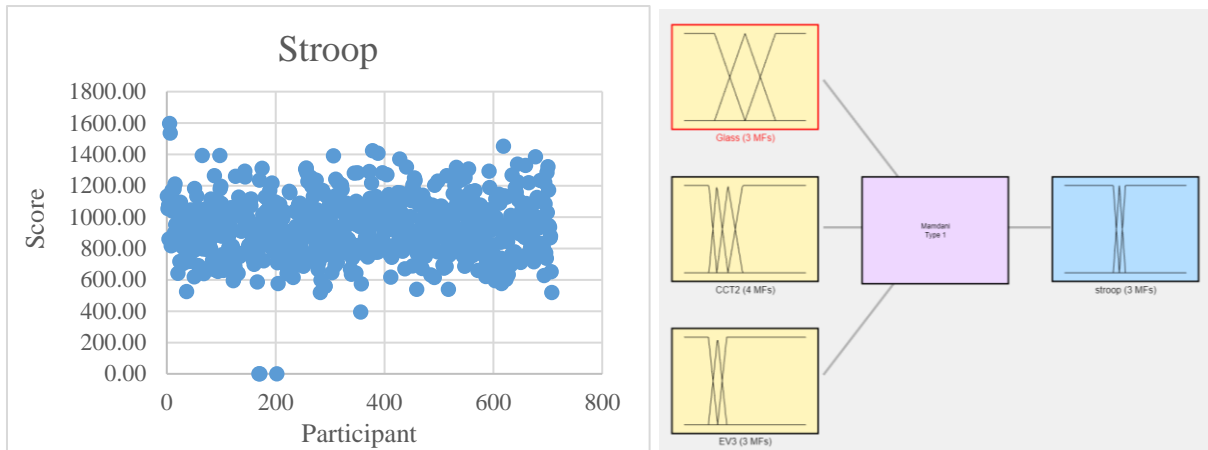 Stroop
1800.00
1600.00
1400.00
1200.00
1000.00
800.00
600.00
400.00
200.00
0.00
Score
0 200 400 600 800
Participant
Glass (3 MFs)
CCT2 (4 MFs)
EV3 (3 MFs)
Mamdani
Type 1
stroop (3 MFs)